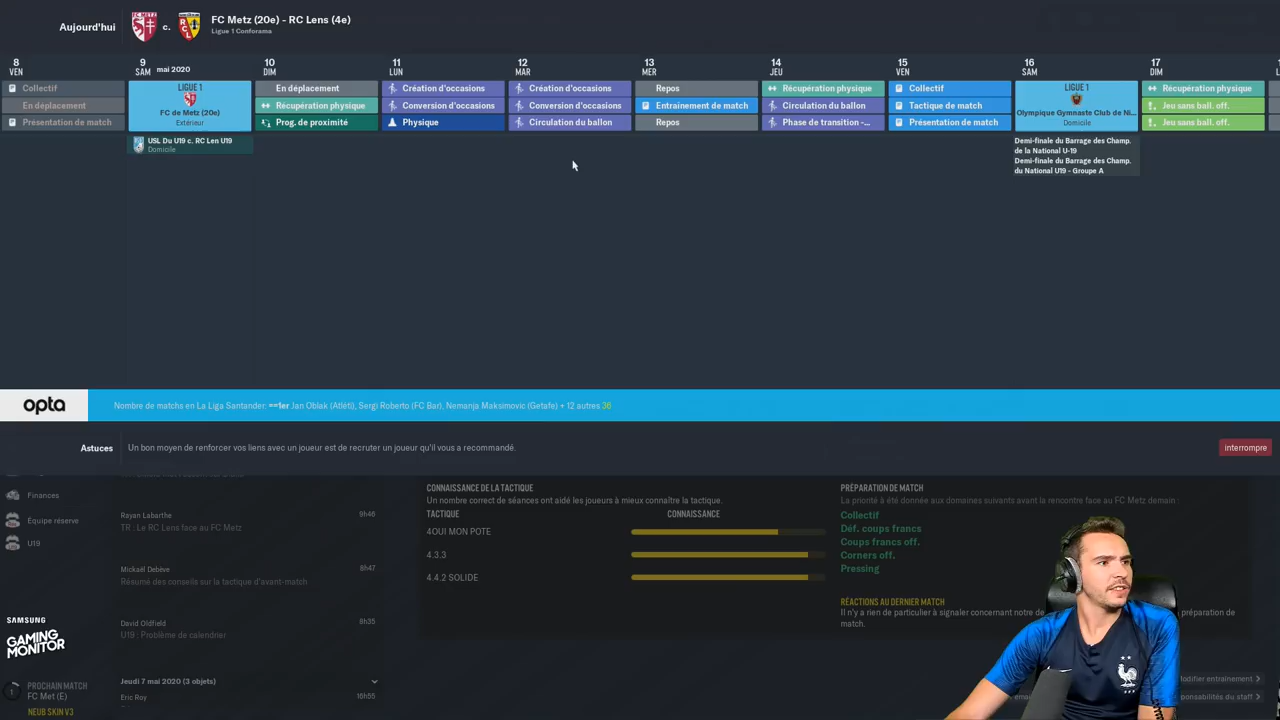 Aujourd'hui
c.
FC Metz (20e) - RC Lens (4e)
Ligue 1 Conforama
8
VEN
9
SAM mai 2020
10
DIM
11
LUN
12
MAR
13
MER
14
JEU
15
VEN
16
SAM
17
DIM
Collectif
En déplacement
Présentation de match
LIGUE 1
FC de Metz (20e)
Extérieur
USL Du U19 c. RC Len U19
Domicile
En déplacement
Récupération physique
Prog. de proximité
Création d'occasions
Conversion d'occasions
Physique
Création d'occasions
Conversion d'occasions
Circulation du ballon
Repos
Entraînement de match
Repos
Récupération physique
Circulation du ballon
Phase de transition -...
Collectif
Tactique de match
Présentation de match
LIGUE 1
Olympique Gymnaste Club de Ni...
Domicile
Demi-finale du Barrage des Champ.
de la National U-19
Demi-finale du Barrage des Champ.
du National U19 - Groupe A
Récupération physique
Jeu sans ball. off.
Jeu sans ball. off.
opta
Nombre de matchs en La Liga Santander: ==1er Jan Oblak (Atléti), Sergi Roberto (FC Bar), Nemanja Maksimovic (Getafe) + 12 autres 36
Astuces
Un bon moyen de renforcer vos liens avec un joueur est de recruter un joueur qu'il vous a recommandé.
interrompre
Finances
Équipe réserve
U19
Rayan Labarthe 9h46
TR : Le RC Lens face au FC Metz
Mickaël Debève 8h47
Résumé des conseils sur la tactique d'avant-match
David Oldfield 8h35
U19 : Problème de calendrier
Jeudi 7 mai 2020 (3 objets)
Eric Roy 16h55
CONNAISSANCE DE LA TACTIQUE
Un nombre correct de séances ont aidé les joueurs à mieux connaître la tactique.
TACTIQUE CONNAISSANCE
4OUI MON POTE
4.3.3
4.4.2 SOLIDE
PRÉPARATION DE MATCH
La priorité a été donnée aux domaines suivants avant la rencontre face au FC Metz demain :
Collectif
Déf. coups francs
Coups francs off.
Corners off.
Pressing
RÉACTIONS AU DERNIER MATCH
Il n'y a rien de particulier à signaler concernant notre de préparation de
match.
odifier entraînement
ponsabilités du staff
SAMSUNG
GAMING
MONITOR
1
PROCHAIN MATCH
FC Met (E)
NEUB SKIN V3